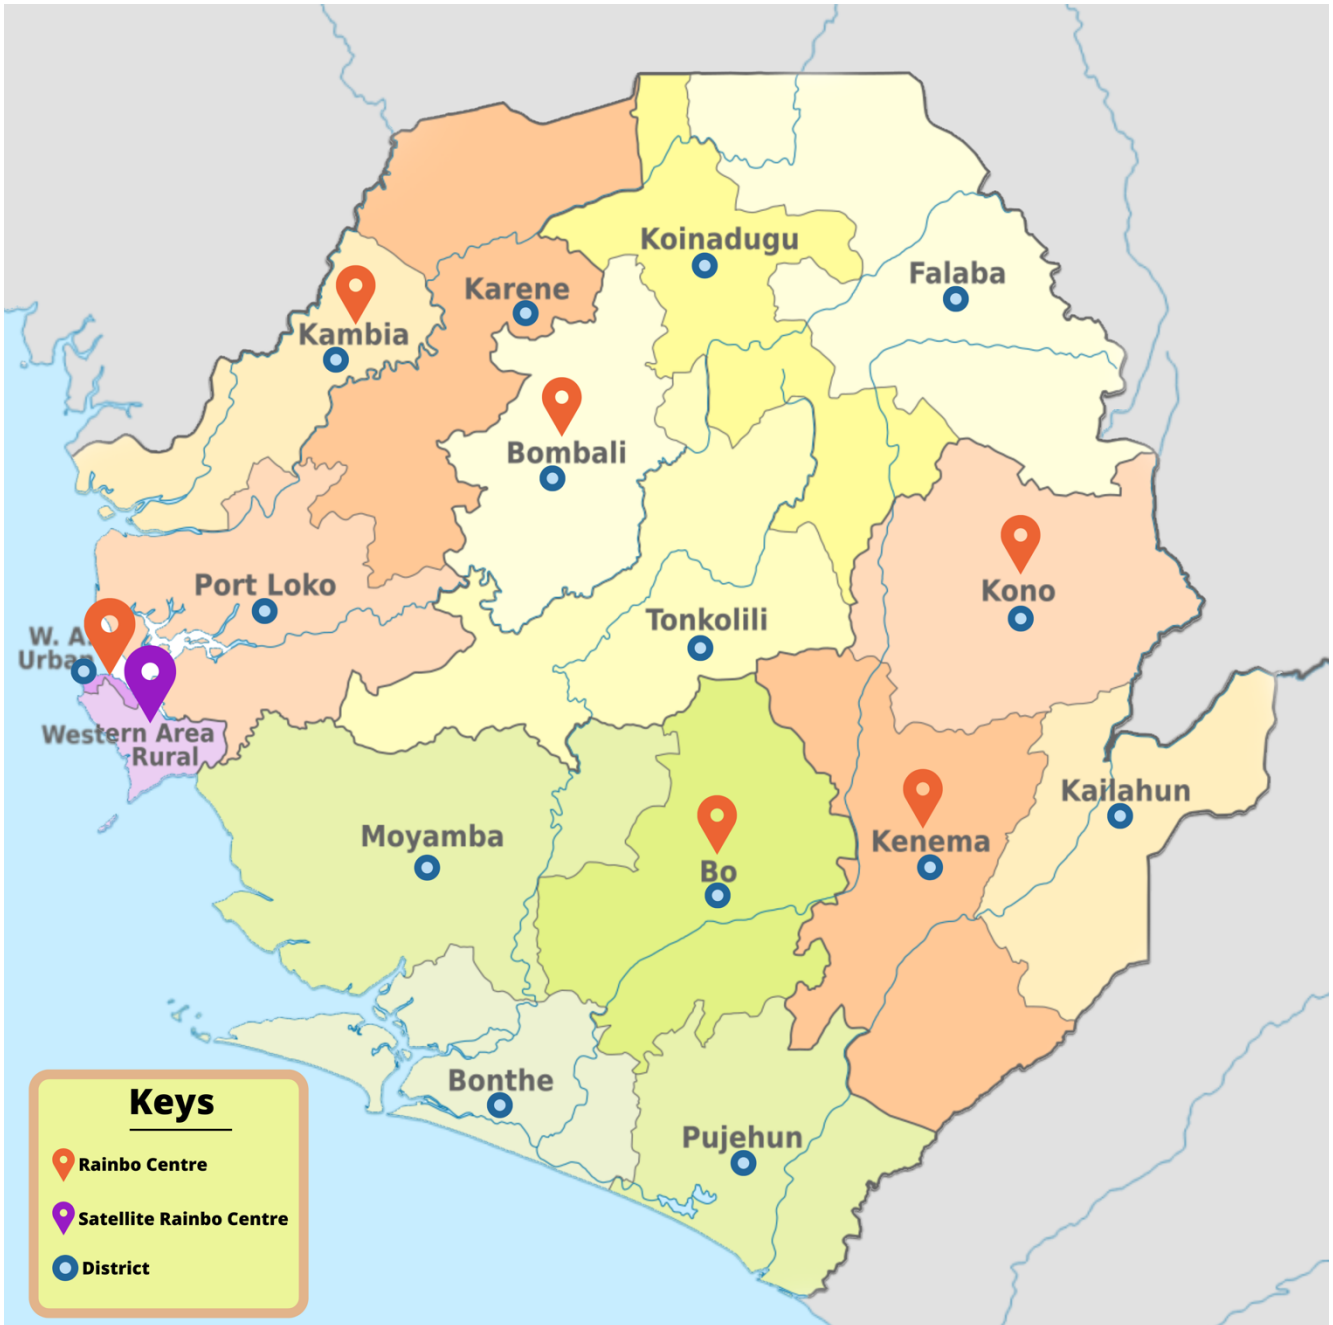 Koinadugu
Falaba
Karene
Kambia
Bombali
Port Loko
Kono
Tonkolili
W. A.
Urban
Western Area
Rural
Kailahun
Moyamba
Kenema
Bo
Bonthe
Pujehun
Keys
Rainbo Centre
Satellite Rainbo Centre
District